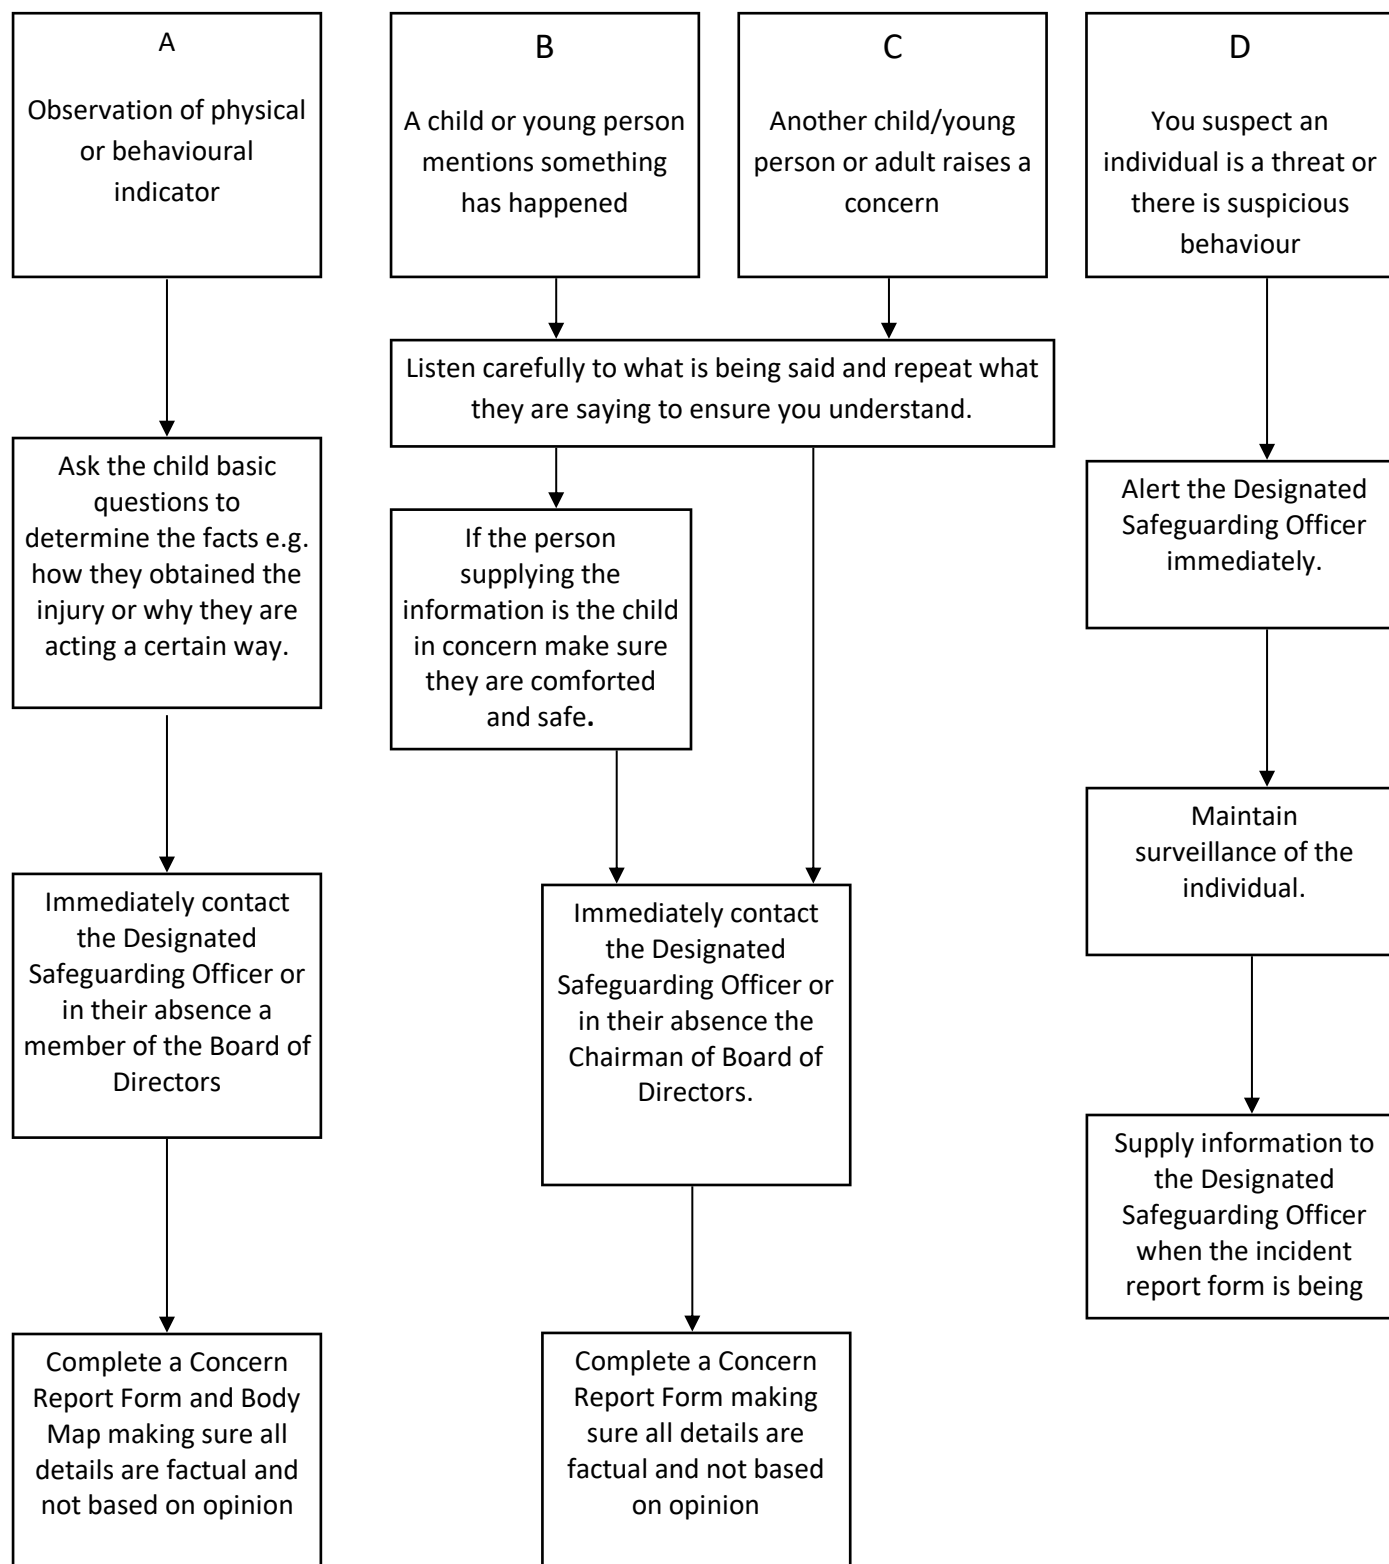 A
Observation of physical
or behavioural
indicator
B
A child or young person
mentions something
has happened
C
Another child/young
person or adult raises a
concern
D
You suspect an
individual is a threat or
there is suspicious
behaviour
Listen carefully to what is being said and repeat what
they are saying to ensure you understand.
Ask the child basic
questions to
determine the facts e.g.
how they obtained the
injury or why they are
acting a certain way.
If the person
supplying the
information is the child
in concern make sure
they are comforted
and safe.
Alert the Designated
Safeguarding Officer
immediately.
Maintain
surveillance of the
individual.
Immediately contact
the Designated
Safeguarding Officer or
in their absence a
member of the Board of
Directors
Immediately contact
the Designated
Safeguarding Officer or
in their absence the
Chairman of Board of
Directors.
Supply information to
the Designated
Safeguarding Officer
when the incident
report form is being
Complete a Concern
Report Form and Body
Map making sure all
details are factual and
not based on opinion
Complete a Concern
Report Form making
sure all details are
factual and not based
on opinion